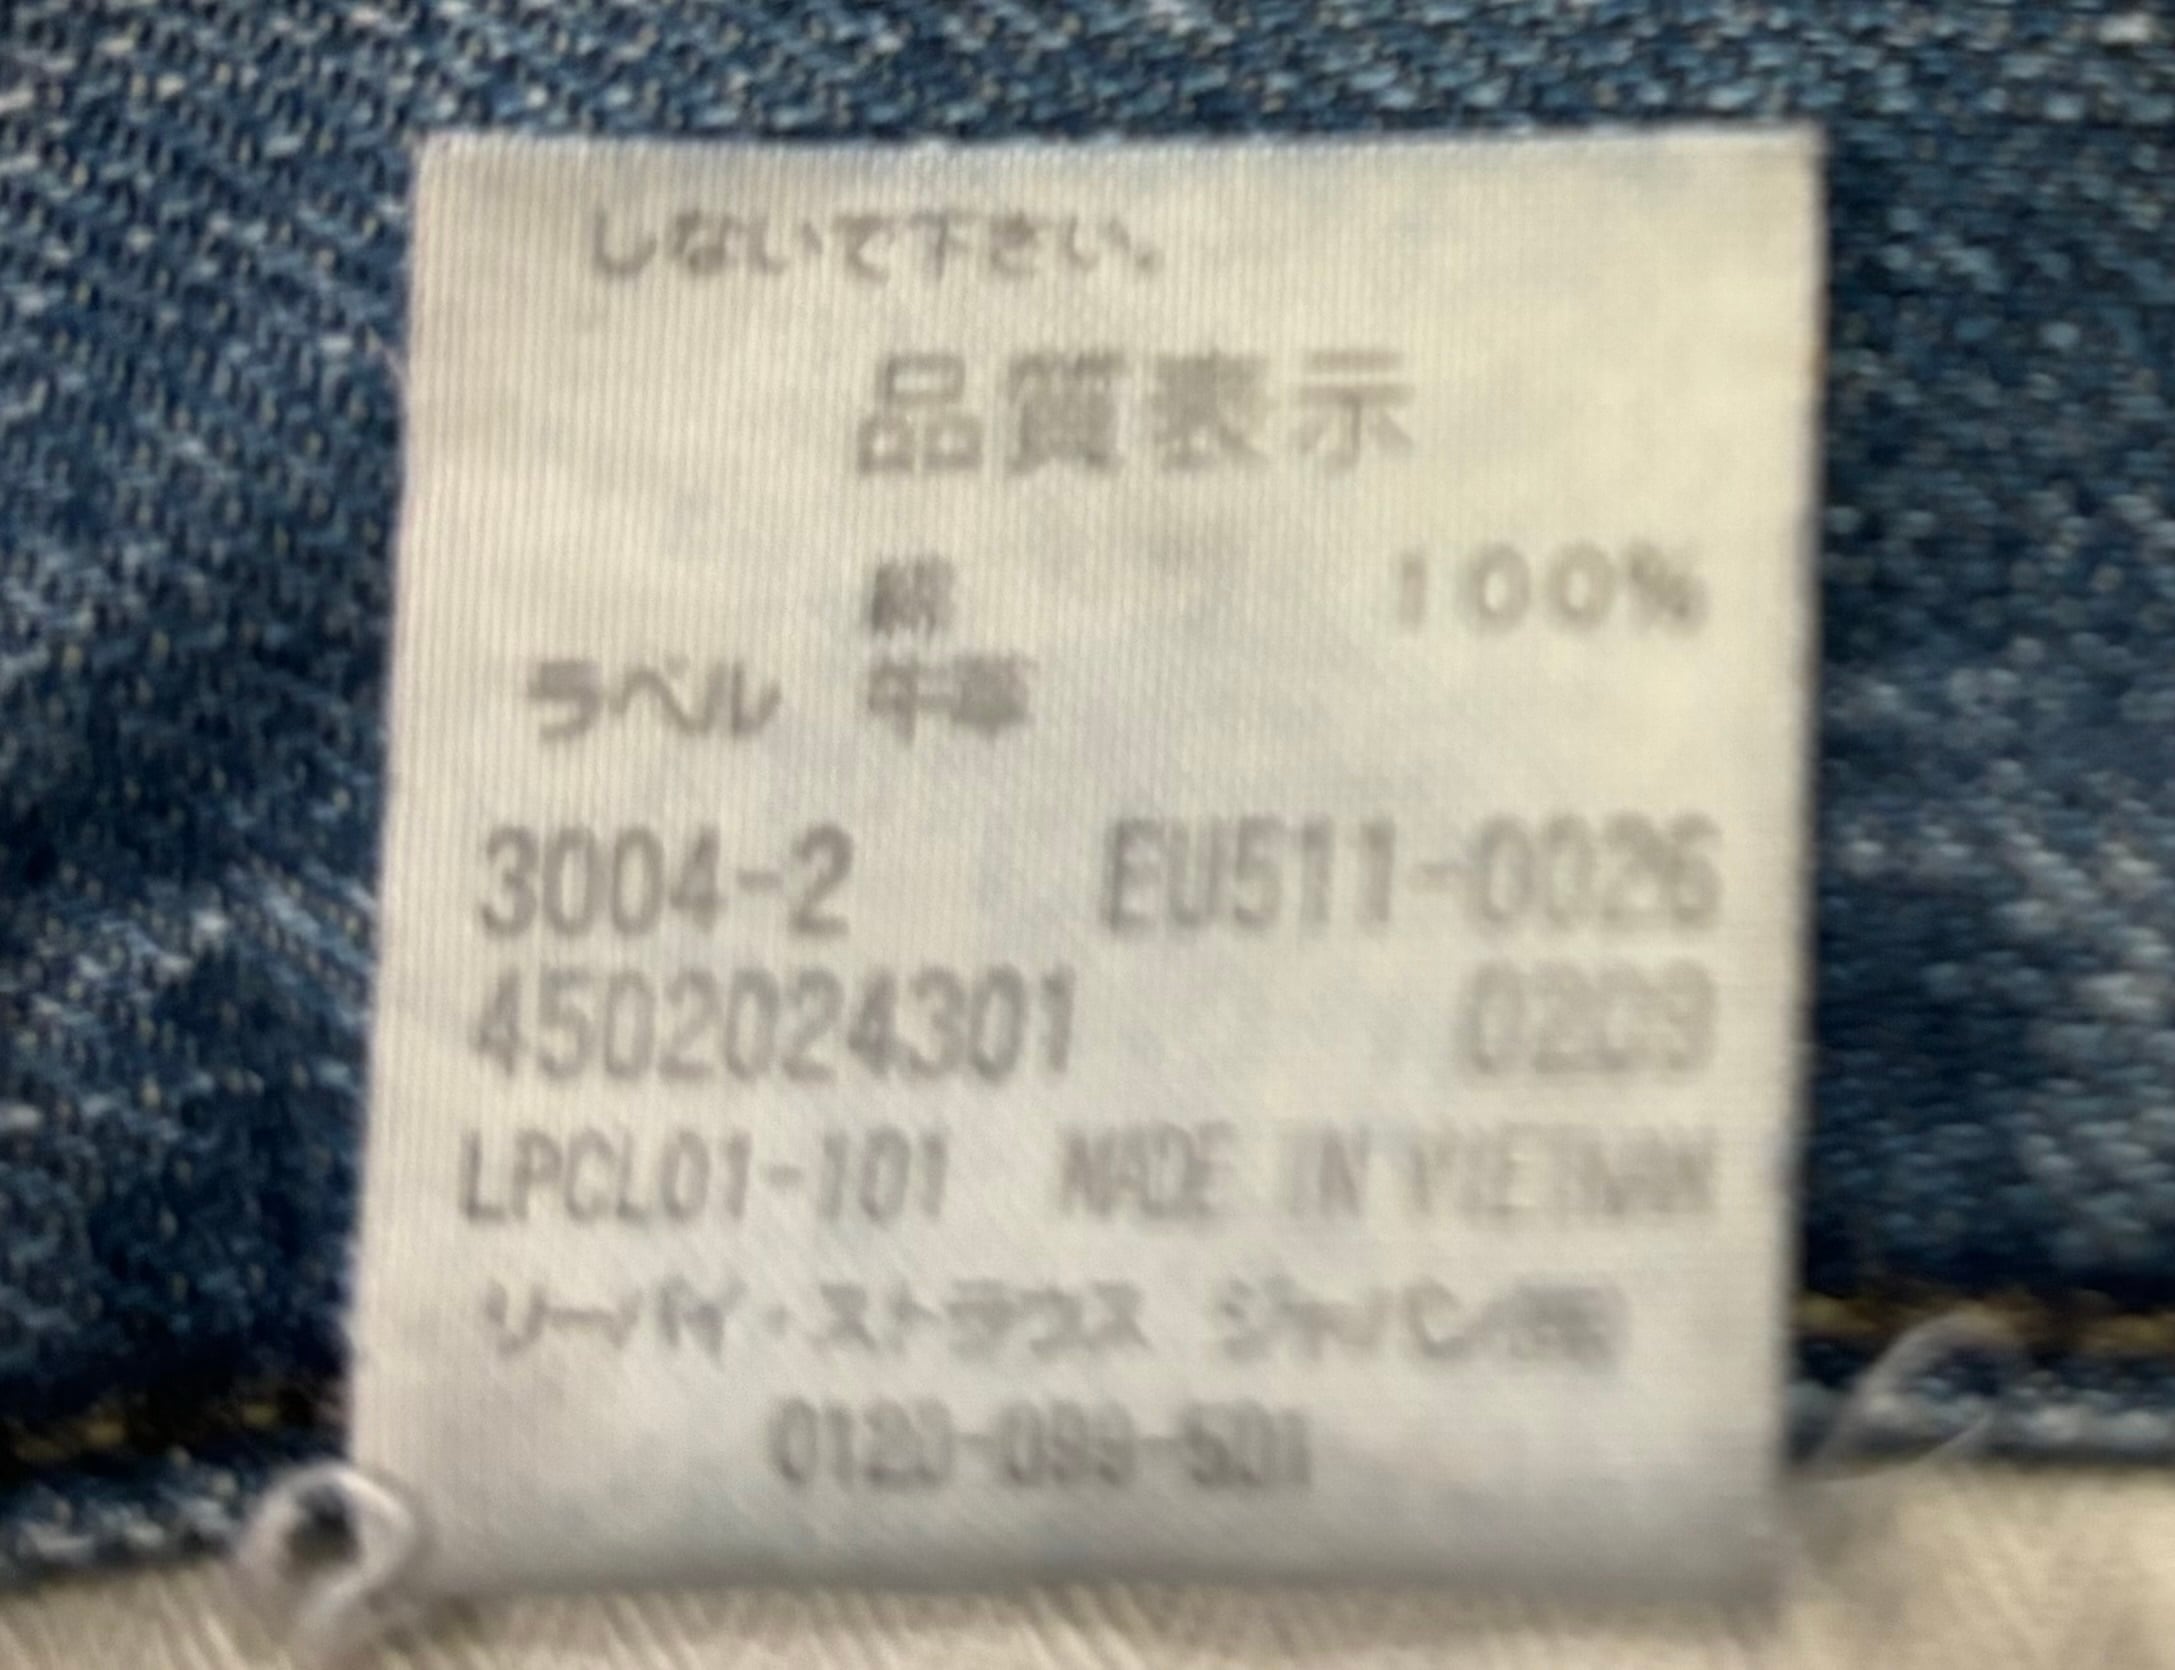 しないで下さい。
品質表示
綿 100%
ラベル 牛革
3004-2 EU511-0026
4502024301
LPCL01-101 MADE IN VIETNAM
リーバイ・ストラウス ジャパン㈱
0120-099-501